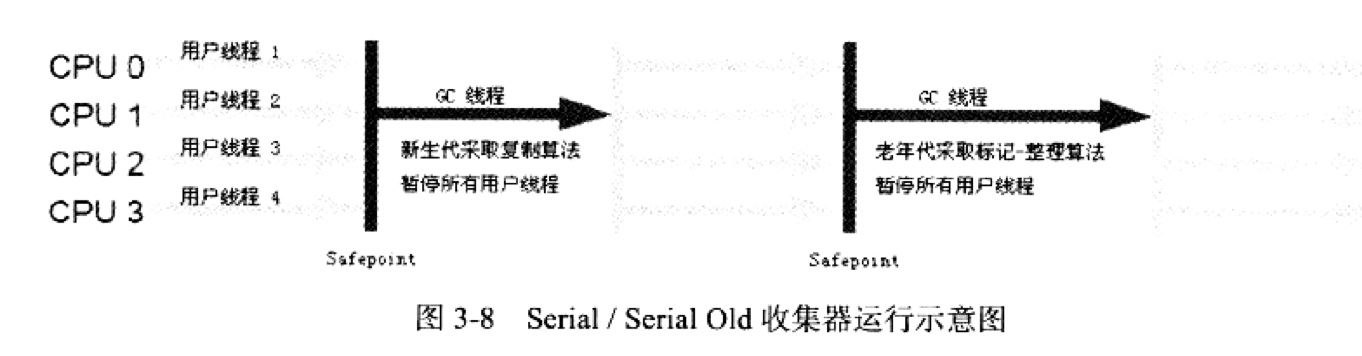 CPU 0 用户线程 1
CPU 1 用户线程 2
CPU 2 用户线程 3
CPU 3 用户线程 4
GC 线程
新生代采取复制算法
暂停所有用户线程
Safepoint
GC 线程
老年代采取标记-整理算法
暂停所有用户线程
Safepoint
图 3-8 Serial / Serial Old 收集器运行示意图